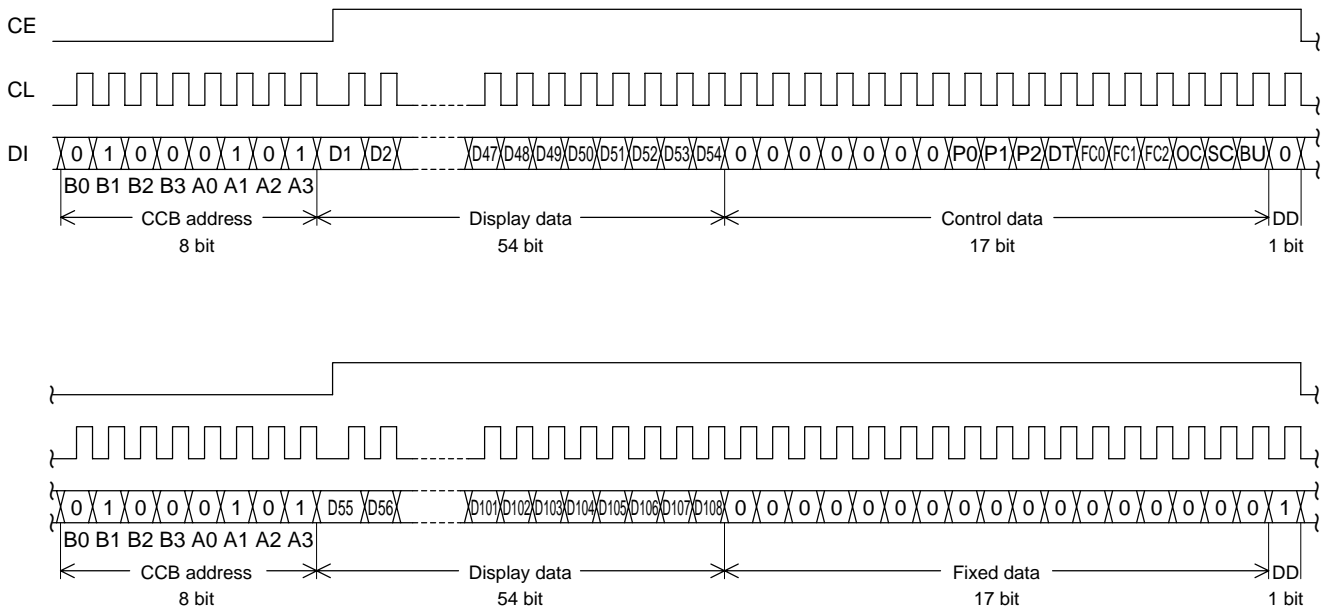 CE
CL
DI 0 1 0 0 0 1 0 1 D1 D2 D47 D48 D49 D50 D51 D52 D53 D54 0 0 0 0 0 0 0 P0 P1 P2 DT FC0 FC1 FC2 OC SC BU 0
B0 B1 B2 B3 A0 A1 A2 A3
CCB address Display data Control data DD
8 bit 54 bit 17 bit 1 bit
0 1 0 0 0 1 0 1 D55 D56 D101 D102 D103 D104 D105 D106 D107 D108 0 0 0 0 0 0 0 0 0 0 0 0 0 0 0 0 0 1
B0 B1 B2 B3 A0 A1 A2 A3
CCB address Display data Fixed data DD
8 bit 54 bit 17 bit 1 bit